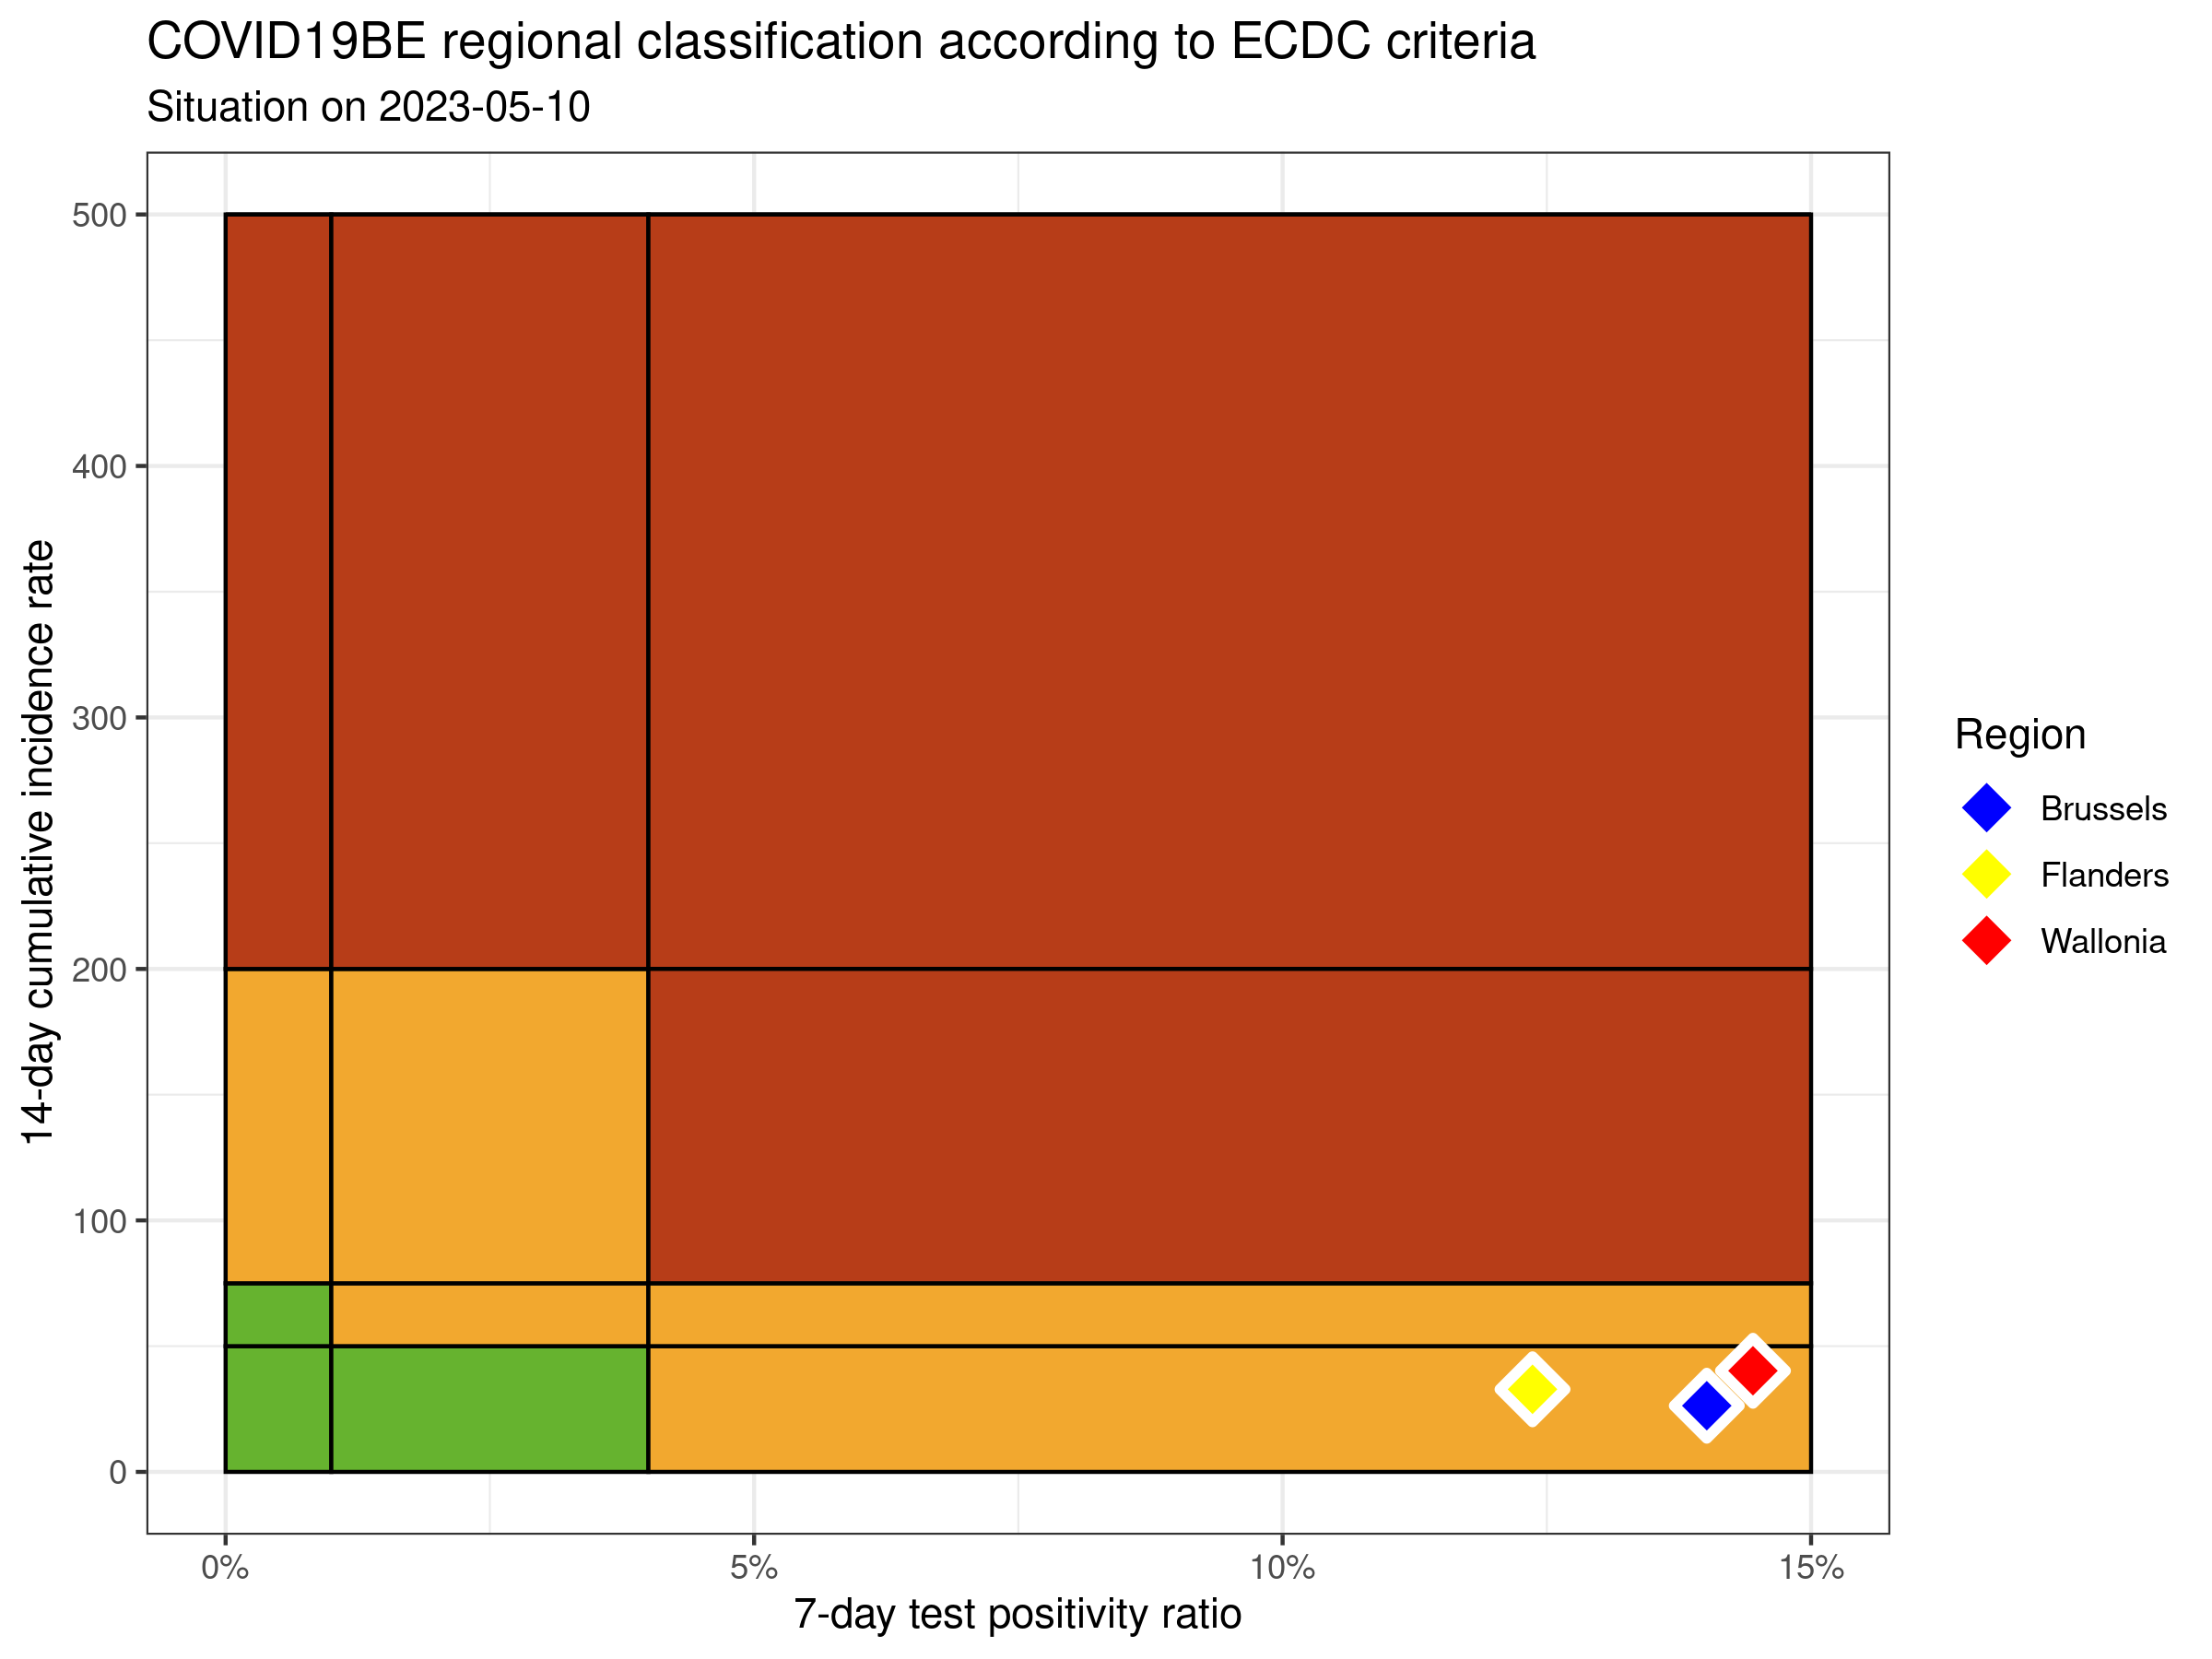 COVID19BE regional classification according to ECDC criteria
Situation on 2023-05-10
14-day cumulative incidence rate
500
400
300
200
100
0
0%
5%
10%
15%
7-day test positivity ratio
Region
Brussels
Flanders
Wallonia